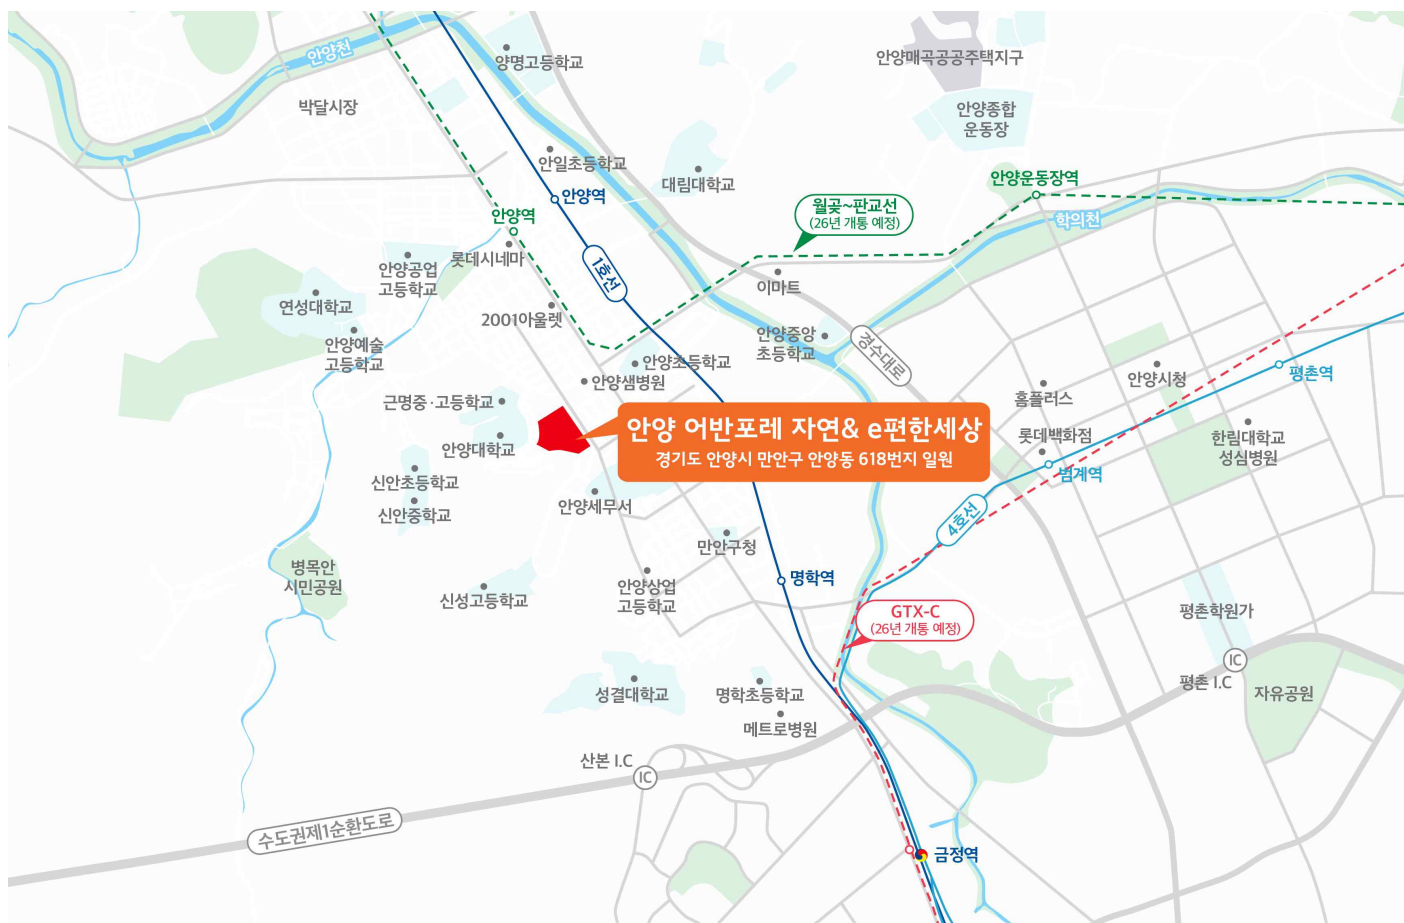 안양천
양명고등학교
안양매곡공공주택지구
박달시장
안양종합
운동장
안일초등학교
대림대학교
안양역
안양운동장역
안양역
월곶~판교선
(26년 개통 예정)
학의천
롯데시네마
안양공업
고등학교
1호선
이마트
연성대학교
2001아울렛
안양예술
고등학교
안양중앙
초등학교
경수대로
안양초등학교
안양샘병원
안양시청
평촌역
근명중·고등학교
홈플러스
안양 어반포레 자연& e편한세상
경기도 안양시 만안구 안양동 618번지 일원
안양대학교
롯데백화점
한림대학교
성심병원
범계역
신안초등학교
안양세무서
신안중학교
4호선
만안구청
병목안
시민공원
명학역
신성고등학교
안양상업
고등학교
GTX-C
(26년 개통 예정)
평촌학원가
IC
평촌 I.C
자유공원
성결대학교
명학초등학교
메트로병원
산본 I.C
IC
수도권제1순환도로
금정역